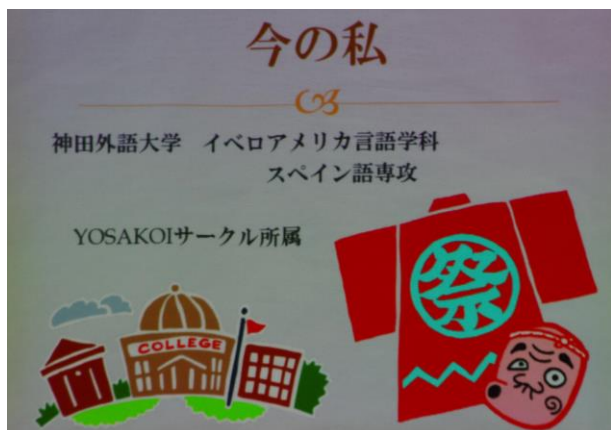 今の私
神田外語大学 イベロアメリカ言語学科
スペイン語専攻
YOSAKOIサークル所属
祭
COLLEGE